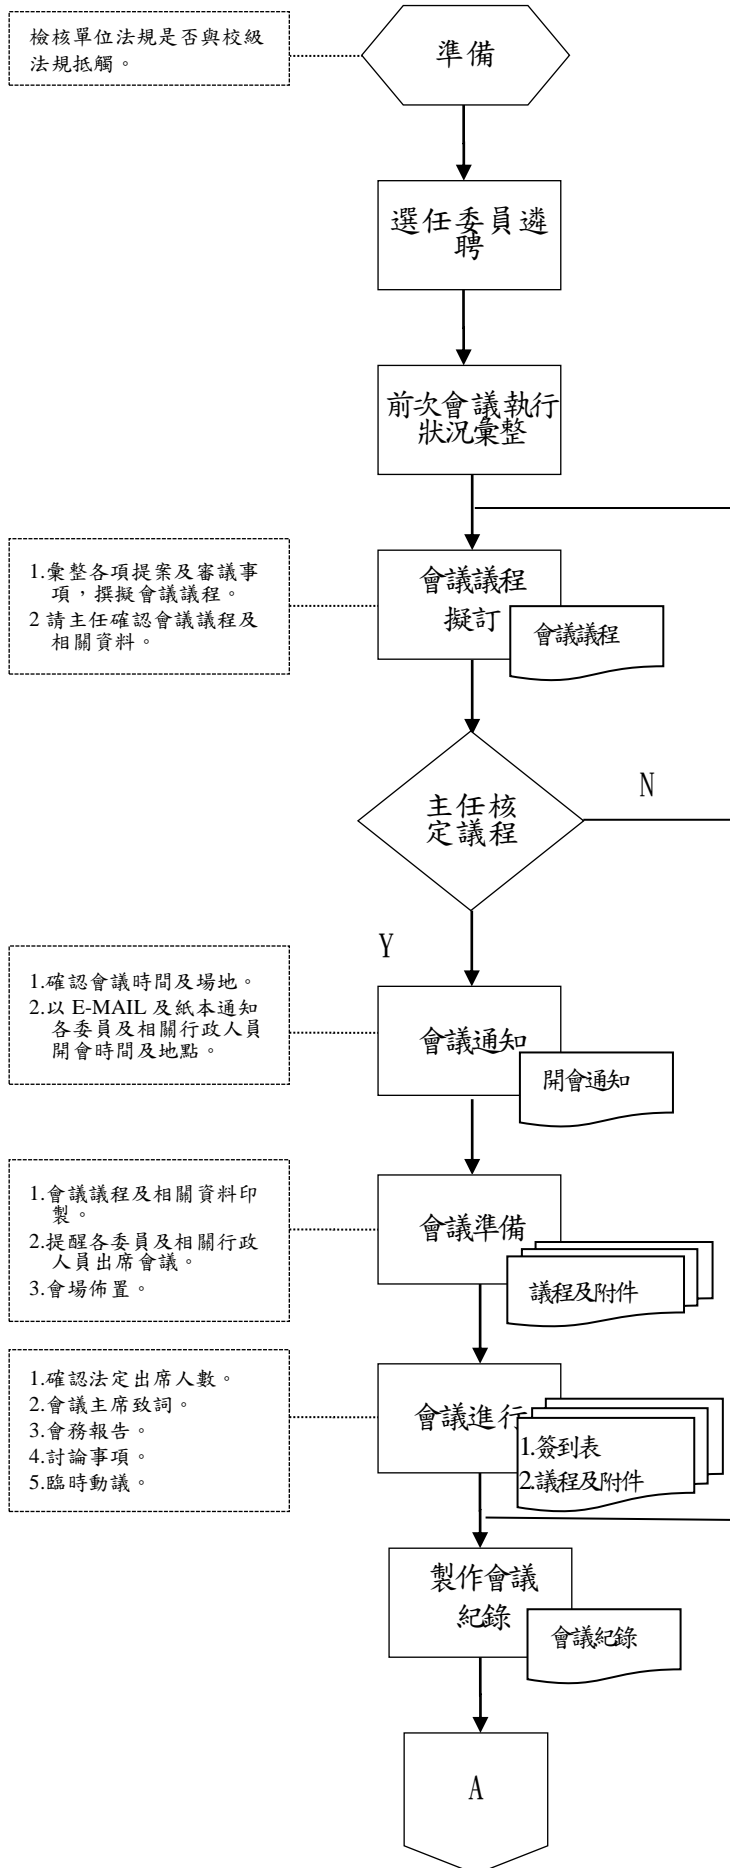 檢核單位法規是否與校級
法規抵觸。
準備
選任委員遴
聘
前次會議執行
狀況彙整
1.彙整各項提案及審議事
項，撰擬會議議程。
2 請主任確認會議議程及
相關資料。
會議議程
擬訂
會議議程
主任核
定議程
N
Y
1.確認會議時間及場地。
2.以 E-MAIL 及紙本通知
各委員及相關行政人員
開會時間及地點。
會議通知
開會通知
1.會議議程及相關資料印
製。
2.提醒各委員及相關行政
人員出席會議。
3.會場佈置。
會議準備
議程及附件
1.確認法定出席人數。
2.會議主席致詞。
3.會務報告。
4.討論事項。
5.臨時動議。
會議進行
1.簽到表
2.議程及附件
製作會議
紀錄
會議紀錄
A